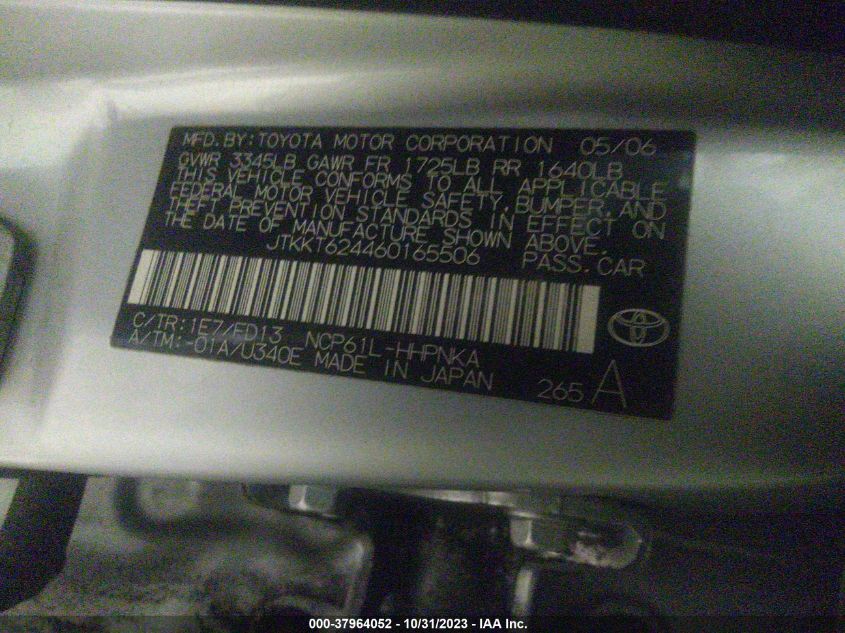 MFD.BY:TOYOTA MOTOR CORPORATION 05/06
GVWR 3345LB GAWR FR 1725LB RR 1640LB
THIS VEHICLE CONFORMS TO ALL APPLICABLE
FEDERAL MOTOR VEHICLE SAFETY, BUMPER, AND
THEFT PREVENTION STANDARDS IN EFFECT ON
THE DATE OF MANUFACTURE SHOWN ABOVE.
JTKKT624460165506 PASS.CAR
C/TR:1E7/FD13 NCP61L-HHPNKA
A/TM:-01A/U340E MADE IN JAPAN 265 A
000-37964052 - 10/31/2023 - IAA Inc.